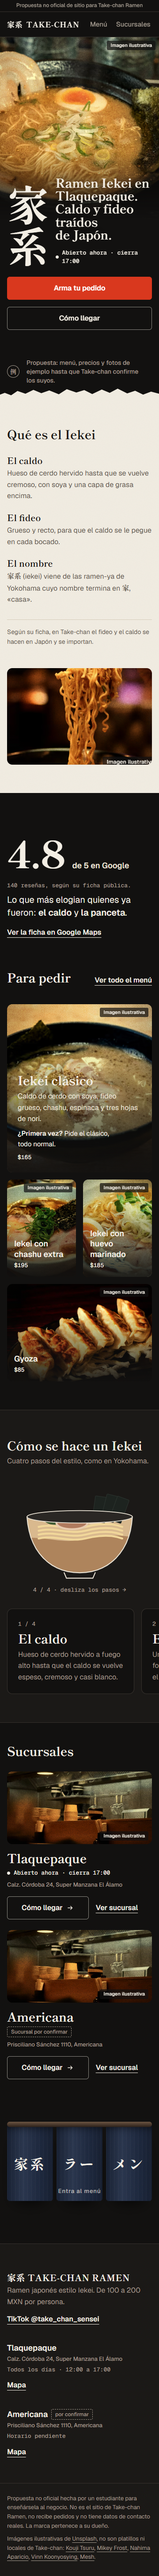 Propuesta no oficial de sitio para Take-chan Ramen
家系 TAKE-CHAN
Menú
Sucursales
Imagen ilustrativa
家系
Ramen Iekei en
Tlaquepaque.
Caldo y fideo
traídos
de Japón.
Abierto ahora · cierra
17:00
Arma tu pedido
Cómo llegar
Propuesta: menú, precios y fotos de
ejemplo hasta que Take-chan confirme
los suyos.
Qué es el Iekei
El caldo
Hueso de cerdo hervido hasta que se vuelve
cremoso, con soya y una capa de grasa
encima.
El fideo
Grueso y recto, para que el caldo se le pegue
en cada bocado.
El nombre
家系 (iekei) viene de las ramen-ya de
Yokohama cuyo nombre termina en 家,
«casa».
Según su ficha, en Take-chan el fideo y el caldo se
hacen en Japón y se importan.
Imagen ilustrativ
4.8
de 5 en Google
140 reseñas, según su ficha pública.
Lo que más elogian quienes ya
fueron: el caldo y la panceta.
Ver la ficha en Google Maps
Para pedir
Ver todo el menú
Imagen ilustrativa
Iekei clásico
Caldo de cerdo con soya, fideo
grueso, chashu, espinaca y tres hojas
de nori.
¿Primera vez? Pide el clásico,
todo normal.
$165
Imagen ilustrativa
Iekei con
chashu extra
$195
Imagen ilustrativa
Iekei con
huevo
marinado
$185
Imagen ilustrativa
Gyoza
$85
Cómo se hace un Iekei
Cuatro pasos del estilo, como en Yokohama.
4 / 4 · desliza los pasos →
1 / 4
El caldo
Hueso de cerdo hervido a fuego
alto hasta que el caldo se vuelve
espeso, cremoso y casi blanco.
2
Sucursales
Imagen ilustrativa
Tlaquepaque
Abierto ahora · cierra 17:00
Calz. Córdoba 24, Super Manzana El Álamo
Cómo llegar →
Ver sucursal
Imagen ilustrativa
Americana
Sucursal por confirmar
Prisciliano Sánchez 1110, Americana
Cómo llegar →
Ver sucursal
家系
ラー
メン
Entra al menú
家系 TAKE-CHAN RAMEN
Ramen japonés estilo Iekei. De 100 a 200
MXN por persona.
TikTok @take_chan_sensei
Tlaquepaque
Calz. Córdoba 24, Super Manzana El Álamo
Todos los días · 12:00 a 17:00
Mapa
Americana
por confirmar
Prisciliano Sánchez 1110, Americana
Horario pendiente
Mapa
Propuesta no oficial hecha por un estudio para
enseñársela al negocio. No es el sitio de Take-chan
Ramen, no recibe pedidos y no tiene datos de contacto
reales. La marca pertenece a su dueño.
Imágenes ilustrativas de Unsplash, no son platillos ni
locales de Take-chan: Kouji Tsuru, Mikey Frost, Nahima
Aparicio, Vinn Koonyosying, Mesh.